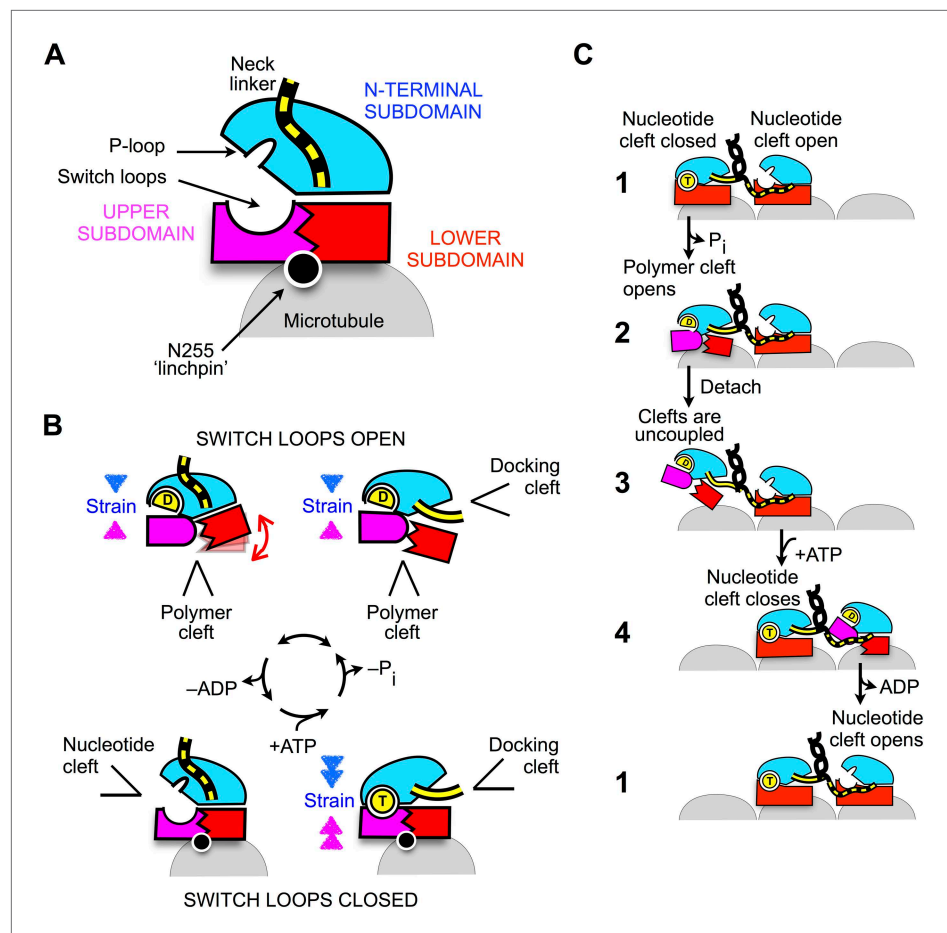 A
Neck
linker
N-TERMINAL
SUBDOMAIN
P-loop
Switch loops
UPPER
SUBDOMAIN
LOWER
SUBDOMAIN
Microtubule
N255
'linchpin'
B
SWITCH LOOPS OPEN
Strain
D
Strain
D
Docking
cleft
Polymer
cleft
Polymer
cleft
–ADP
–Pi
+ATP
Nucleotide
cleft
Strain
T
Docking
cleft
SWITCH LOOPS CLOSED
C
Nucleotide
cleft closed
Nucleotide
cleft open
1
T
Pi
Polymer cleft
opens
2
D
Detach
Clefts are
uncoupled
3
D
+ATP
Nucleotide
cleft closes
4
T
D
ADP
Nucleotide
cleft opens
1
T